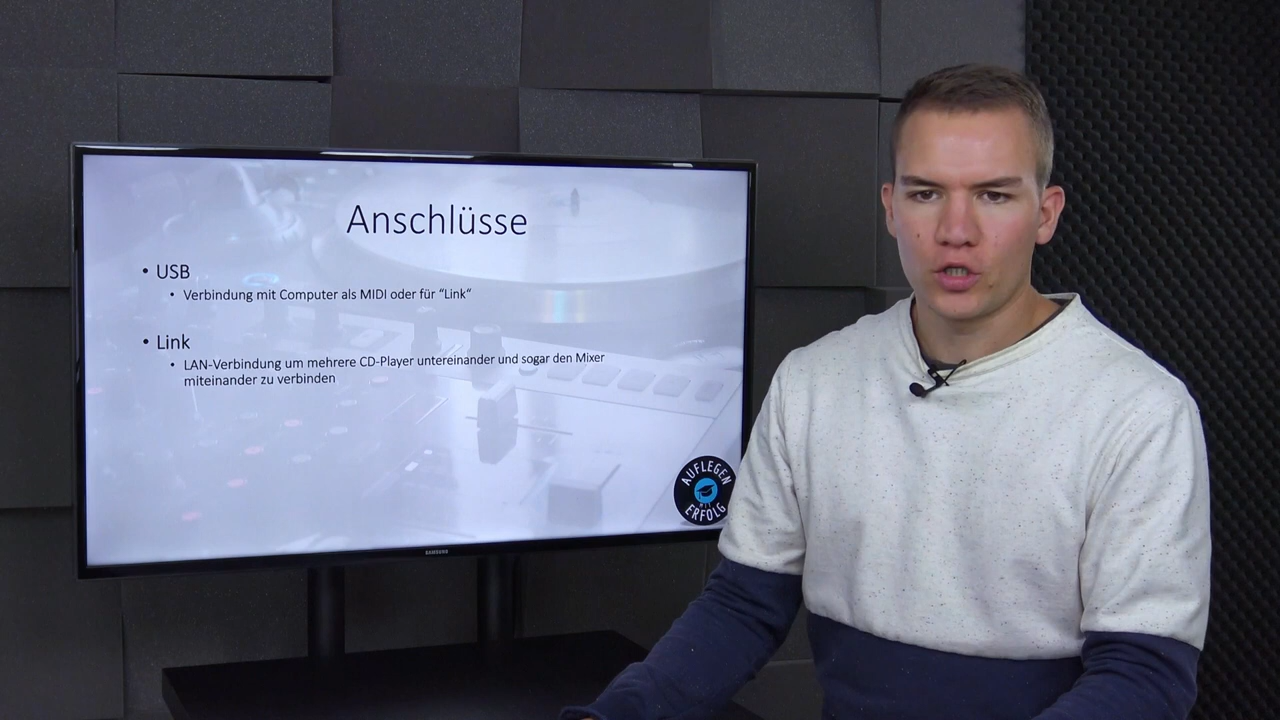 Anschlüsse
• USB
• Verbindung mit Computer als MIDI oder für “Link“
• Link
• LAN-Verbindung um mehrere CD-Player untereinander und sogar den Mixer
miteinander zu verbinden
AUFLEGEN
MIT
ERFOLG
SAMSUNG